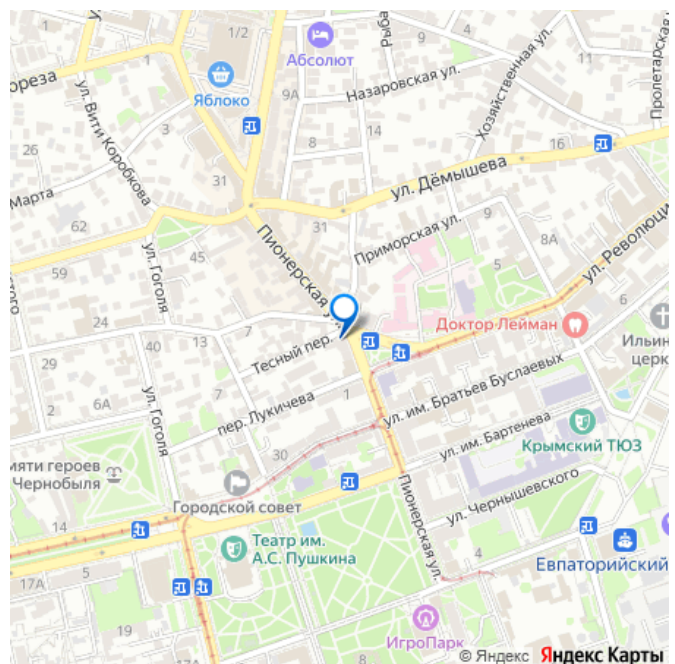 1/2
Абсолют
Рыба
ореза
Яблоко
9А
Назаровская ул.
Хозяйственная ул.
Пролетарская
ул. Вити Коробкова
3
8
14
16
26
Марта
31
ул. Дёмышева
62
31
Приморская ул.
9
8А
ул. Революци
59
45
ул. Гоголя
Пионерская ул.
5
6
ого
24
40
13
7
Тесный пер.
Доктор Лейман
Ильин
церк
29
7
2
6А
пер. Лукичева
1
ул. им. Братьев Буслаевых
ул. Гоголя
ул. им. Бартенева
Крымский ТЮЗ
30
мяти героев
Чернобыля
Городской совет
Пионерская ул.
ул. Чернышевского
14
Театр им.
А.С. Пушкина
4
Евпаторийский
17А
5
19
17А
ИгроПарк
© Яндекс Яндекс Карты